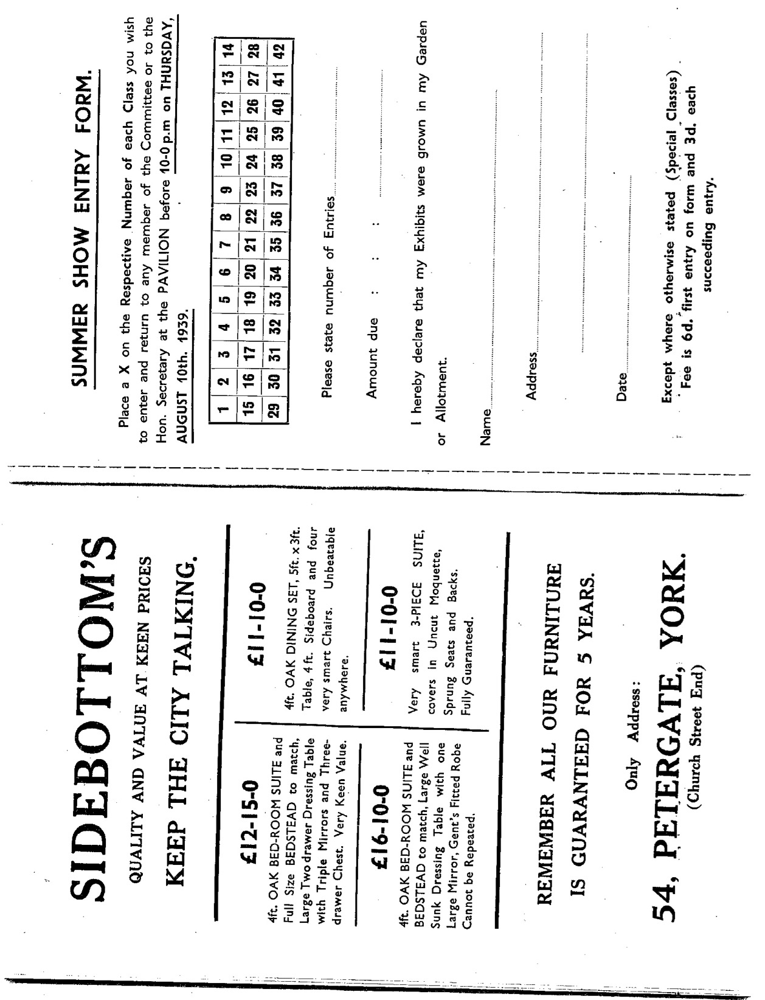 SIDEBOTTOM'S
QUALITY AND VALUE AT KEEN PRICES
KEEP THE CITY TALKING.
£12-15-0
4ft. OAK BED-ROOM SUITE and
Full Size BEDSTEAD to match,
Large Two drawer Dressing Table
with Triple Mirrors and Three-
drawer Chest. Very Keen Value.
£16-10-0
4ft. OAK BED-ROOM SUITE and
BEDSTEAD to match, Large Well
Sunk Dressing Table with one
Large Mirror, Gent's Fitted Robe
Cannot be Repeated.
£11-10-0
4ft. OAK DINING SET, 5ft. x 3ft.
Table, 4 ft. Sideboard and four
very smart Chairs. Unbeatable
anywhere.
£11-10-0
Very smart 3-PIECE SUITE,
covers in Uncut Moquette,
Sprung Seats and Backs.
Fully Guaranteed.
REMEMBER ALL OUR FURNITURE
IS GUARANTEED FOR 5 YEARS.
Only Address:
54, PETERGATE, YORK.
(Church Street End)
SUMMER SHOW ENTRY FORM.
Place a X on the Respective Number of each Class you wish
to enter and return to any member of the Committee or to the
Hon. Secretary at the PAVILION before 10-0 p.m on THURSDAY,
AUGUST 10th. 1939.
1 2 3 4 5 6 7 8 9 10 11 12 13 14
15 16 17 18 19 20 21 22 23 24 25 26 27 28
29 30 31 32 33 34 35 36 37 38 39 40 41 42
Please state number of Entries
Amount due : : :
I hereby declare that my Exhibits were grown in my Garden
or Allotment.
Name
Address
Date
Except where otherwise stated (Special Classes)
Fee is 6d. first entry on form and 3d. each
succeeding entry.